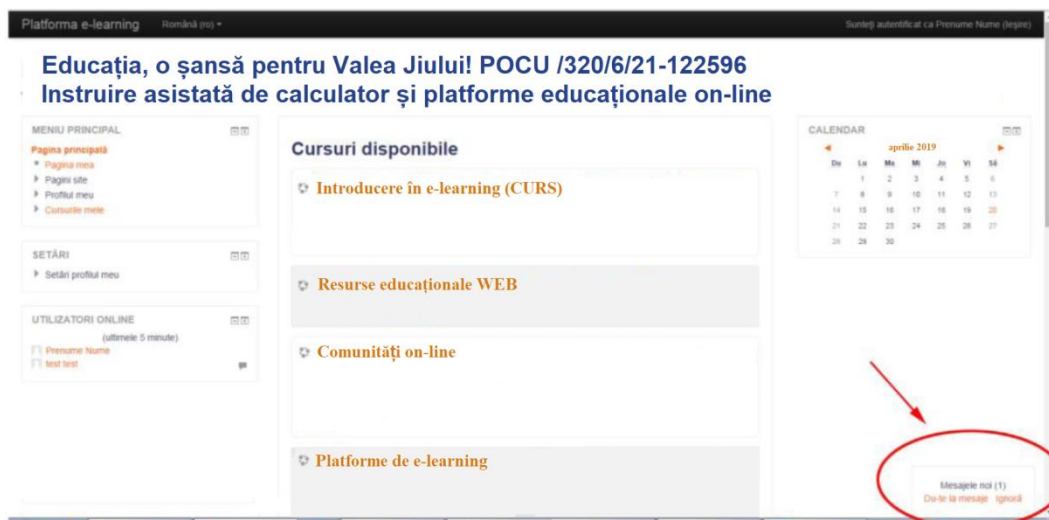 Platforma e-learning
Română (ro)
Sunteți autentificat ca Prenume Nume (Ieșire)
Educația, o șansă pentru Valea Jiului! POCU /320/6/21-122596
Instruire asistată de calculator și platforme educaționale on-line
MENIU PRINCIPAL
Pagina principală
Pagina mea
Pagini site
Profilul meu
Cursurile mele
SETĂRI
Setări profilul meu
UTILIZATORI ONLINE
(ultimele 5 minute)
Prenume Nume
test test
Cursuri disponibile
Introducere în e-learning (CURS)
Resurse educaționale WEB
Comunități on-line
Platforme de e-learning
CALENDAR
aprilie 2019
Du Lu Ma Mi Jo Vi Sâ
1 2 3 4 5 6
7 8 9 10 11 12 13
14 15 16 17 18 19 20
21 22 23 24 25 26 27
28 29 30
Mesajele noi (1)
Du-te la mesaje Ignoră